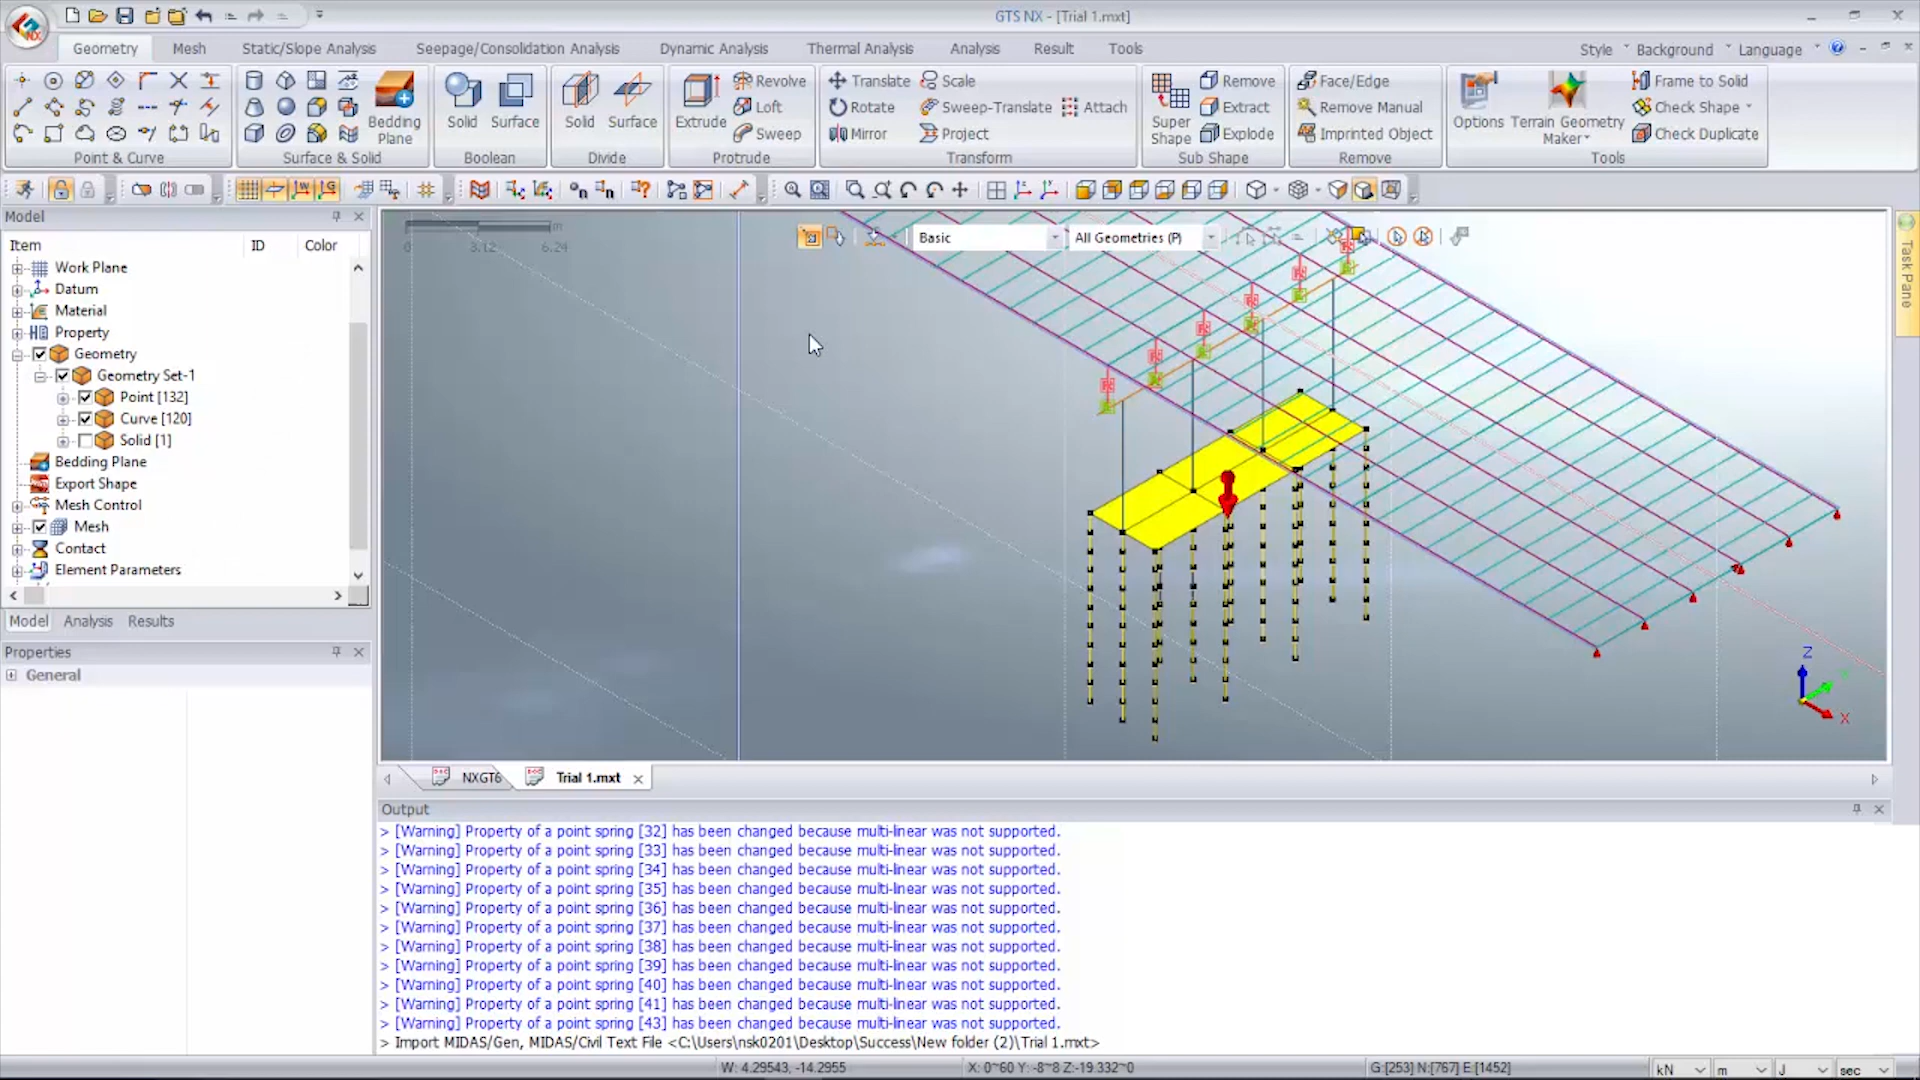 GTS NX - [Trial 1.mxt]
Geometry Mesh Static/Slope Analysis Seepage/Consolidation Analysis Dynamic Analysis Thermal Analysis Analysis Result Tools
Style Background Language
Point & Curve
Bedding Plane
Surface & Solid
Solid Surface
Boolean
Solid Surface
Divide
Extrude
Revolve
Loft
Sweep
Protrude
Translate Scale
Rotate Sweep-Translate Attach
Mirror Project
Transform
Super Shape
Remove
Extract
Explode
Sub Shape
Face/Edge
Remove Manual
Imprinted Object
Remove
Options
Terrain Geometry Maker
Frame to Solid
Check Shape
Check Duplicate
Tools
Model
Item ID Color
Work Plane
Datum
Material
Property
Geometry
Geometry Set-1
Point [132]
Curve [120]
Solid [1]
Bedding Plane
Export Shape
Mesh Control
Mesh
Contact
Element Parameters
Model Analysis Results
Properties
General
0 3.12 6.24
m
Basic
All Geometries (P)
Z
X
Task Pane
NXGT6 Trial 1.mxt
Output
> [Warning] Property of a point spring [32] has been changed because multi-linear was not supported.
> [Warning] Property of a point spring [33] has been changed because multi-linear was not supported.
> [Warning] Property of a point spring [34] has been changed because multi-linear was not supported.
> [Warning] Property of a point spring [35] has been changed because multi-linear was not supported.
> [Warning] Property of a point spring [36] has been changed because multi-linear was not supported.
> [Warning] Property of a point spring [37] has been changed because multi-linear was not supported.
> [Warning] Property of a point spring [38] has been changed because multi-linear was not supported.
> [Warning] Property of a point spring [39] has been changed because multi-linear was not supported.
> [Warning] Property of a point spring [40] has been changed because multi-linear was not supported.
> [Warning] Property of a point spring [41] has been changed because multi-linear was not supported.
> [Warning] Property of a point spring [43] has been changed because multi-linear was not supported.
> Import MIDAS/Gen, MIDAS/Civil Text File <C:\Users\nsk0201\Desktop\Success\New folder (2)\Trial 1.mxt>
W: 4.29543, -14.2955 X: 0~60 Y: -8~8 Z:-19.332~0 G:[253] N:[767] E:[1452] kN m J sec